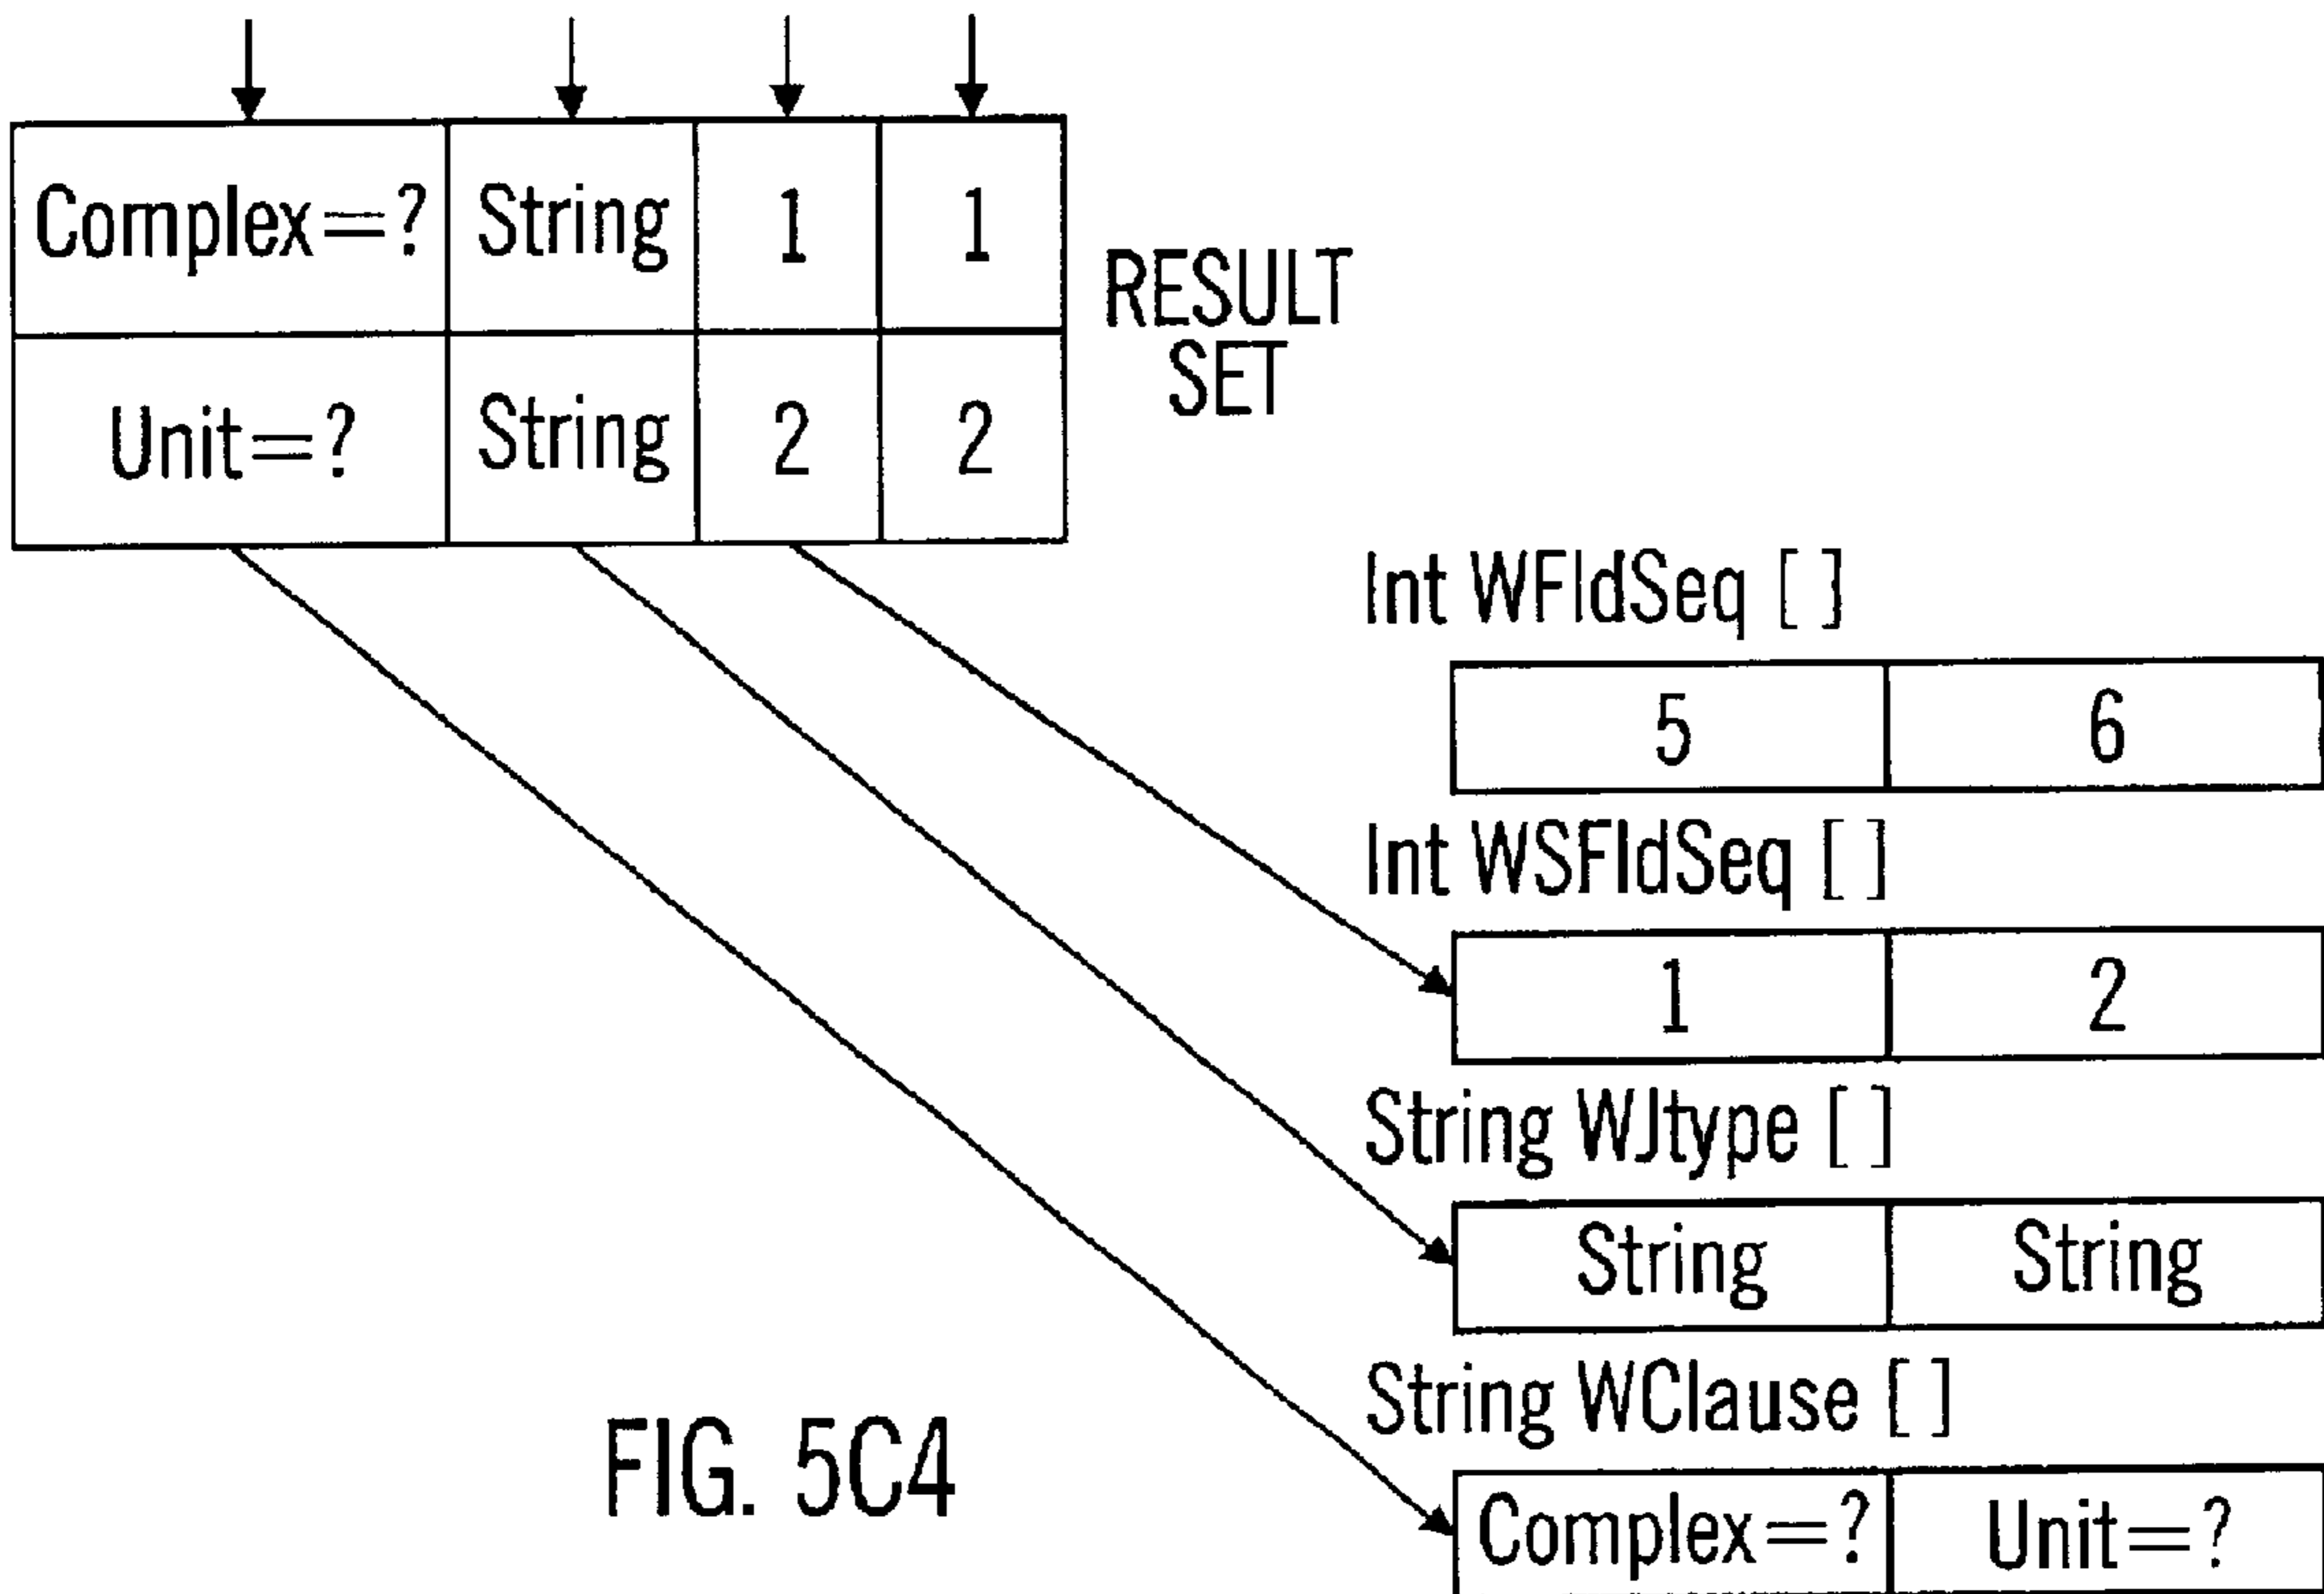 Complex=? String 1 1
Unit=? String 2 2
RESULT
SET
Int WFldSeq [ ]
5 6
Int WSFldSeq [ ]
1 2
String WJtype [ ]
String String
String WClause [ ]
Complex=? Unit=?
FIG. 5C4